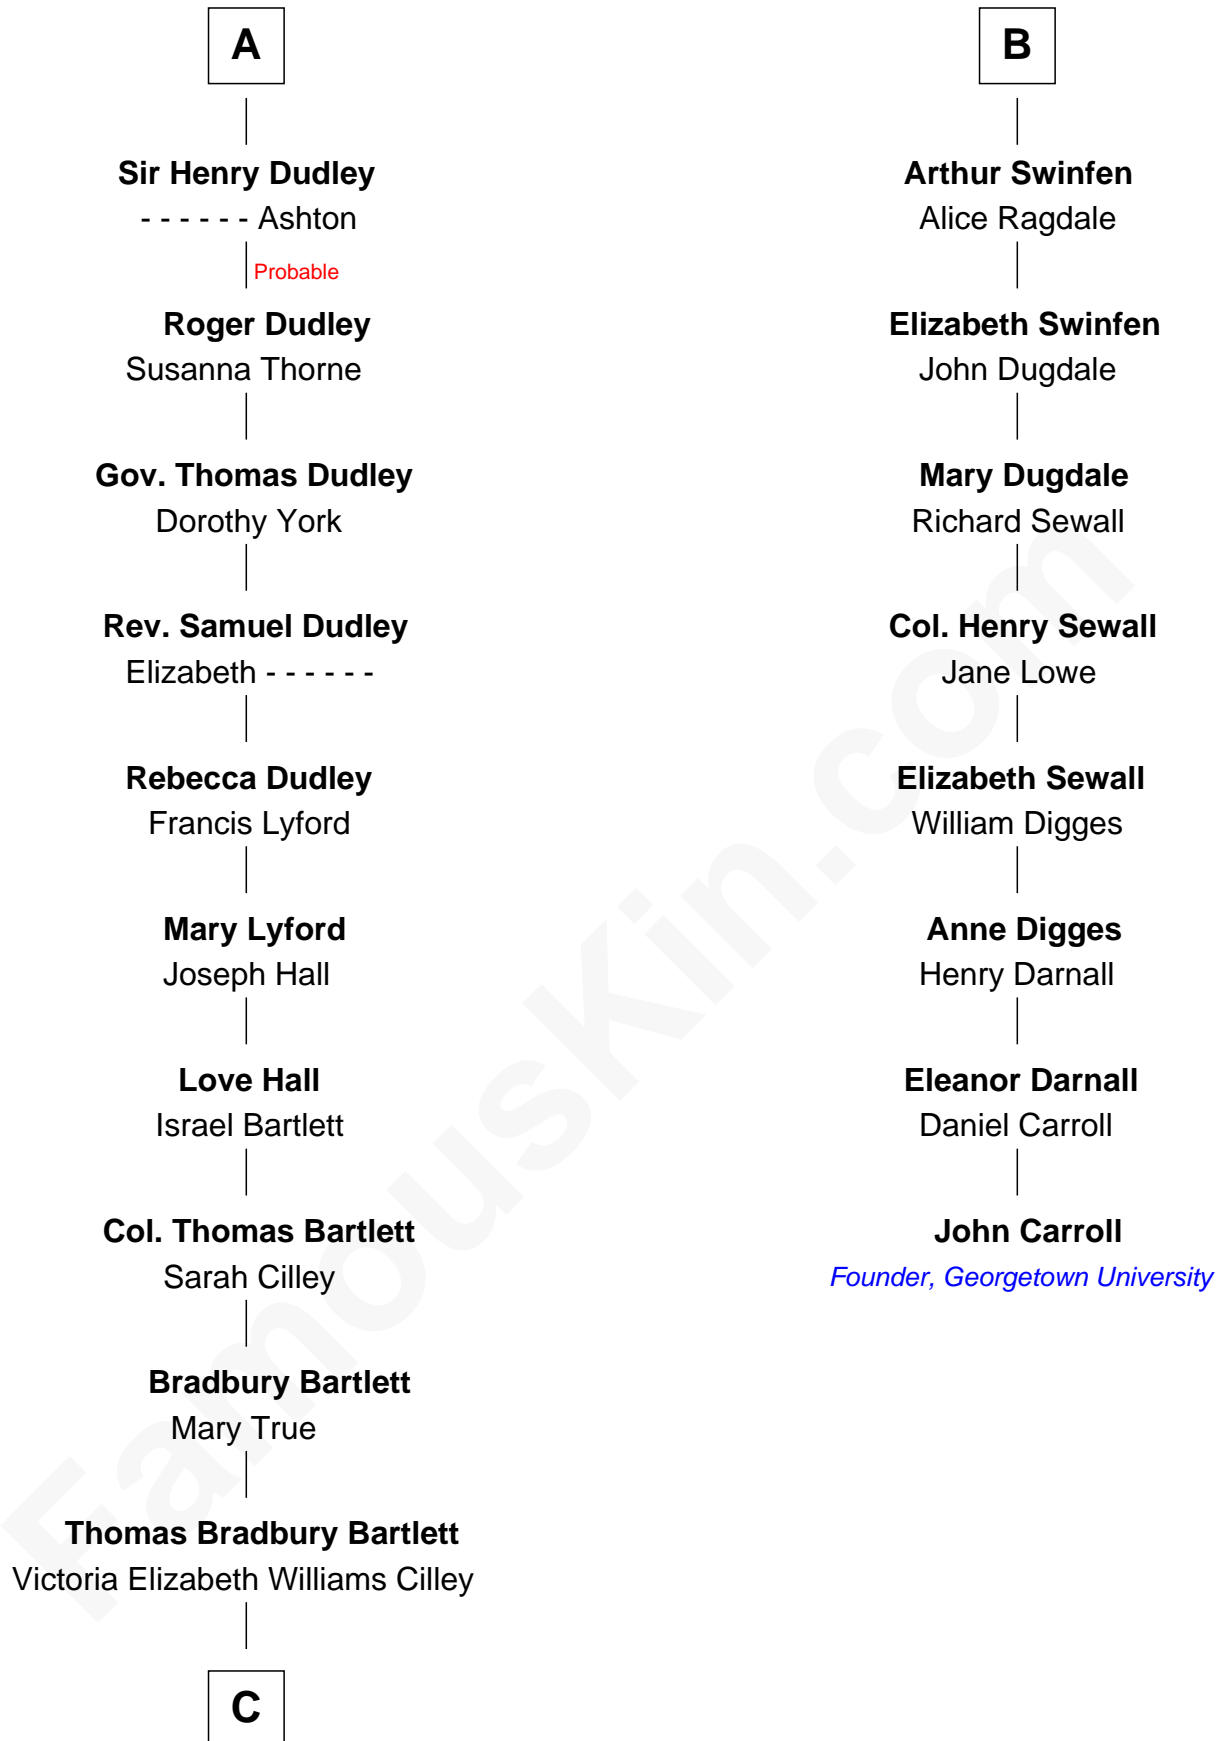 A
Sir Henry Dudley
- - - - - - Ashton
Probable
Roger Dudley
Susanna Thorne
Gov. Thomas Dudley
Dorothy York
Rev. Samuel Dudley
Elizabeth - - - - - -
Rebecca Dudley
Francis Lyford
Mary Lyford
Joseph Hall
Love Hall
Israel Bartlett
Col. Thomas Bartlett
Sarah Cilley
Bradbury Bartlett
Mary True
Thomas Bradbury Bartlett
Victoria Elizabeth Williams Cilley
C
B
Arthur Swinfen
Alice Ragdale
Elizabeth Swinfen
John Dugdale
Mary Dugdale
Richard Sewall
Col. Henry Sewall
Jane Lowe
Elizabeth Sewall
William Digges
Anne Digges
Henry Darnall
Eleanor Darnall
Daniel Carroll
John Carroll
Founder, Georgetown University
FamousKin.com